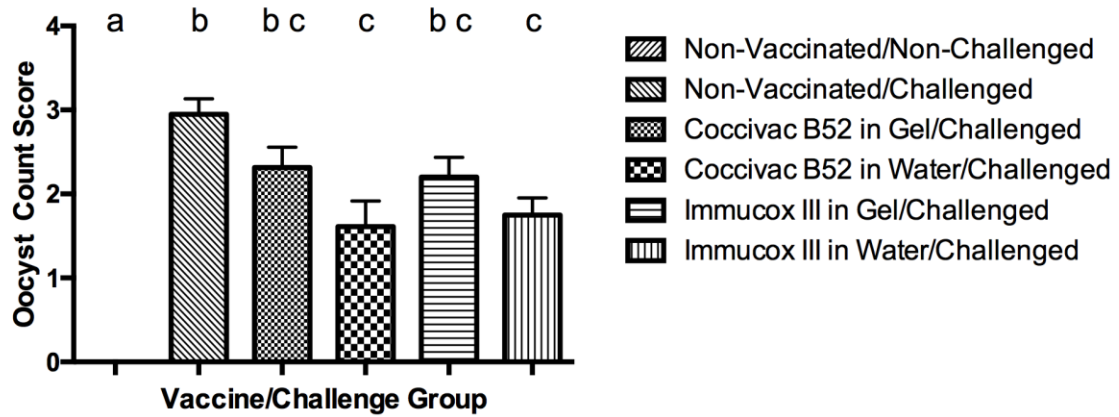 a b b c c b c c
4
3
2
1
0
Oocyst Count Score
Vaccine/Challenge Group
Non-Vaccinated/Non-Challenged
Non-Vaccinated/Challenged
Coccivac B52 in Gel/Challenged
Coccivac B52 in Water/Challenged
Immucox III in Gel/Challenged
Immucox III in Water/Challenged